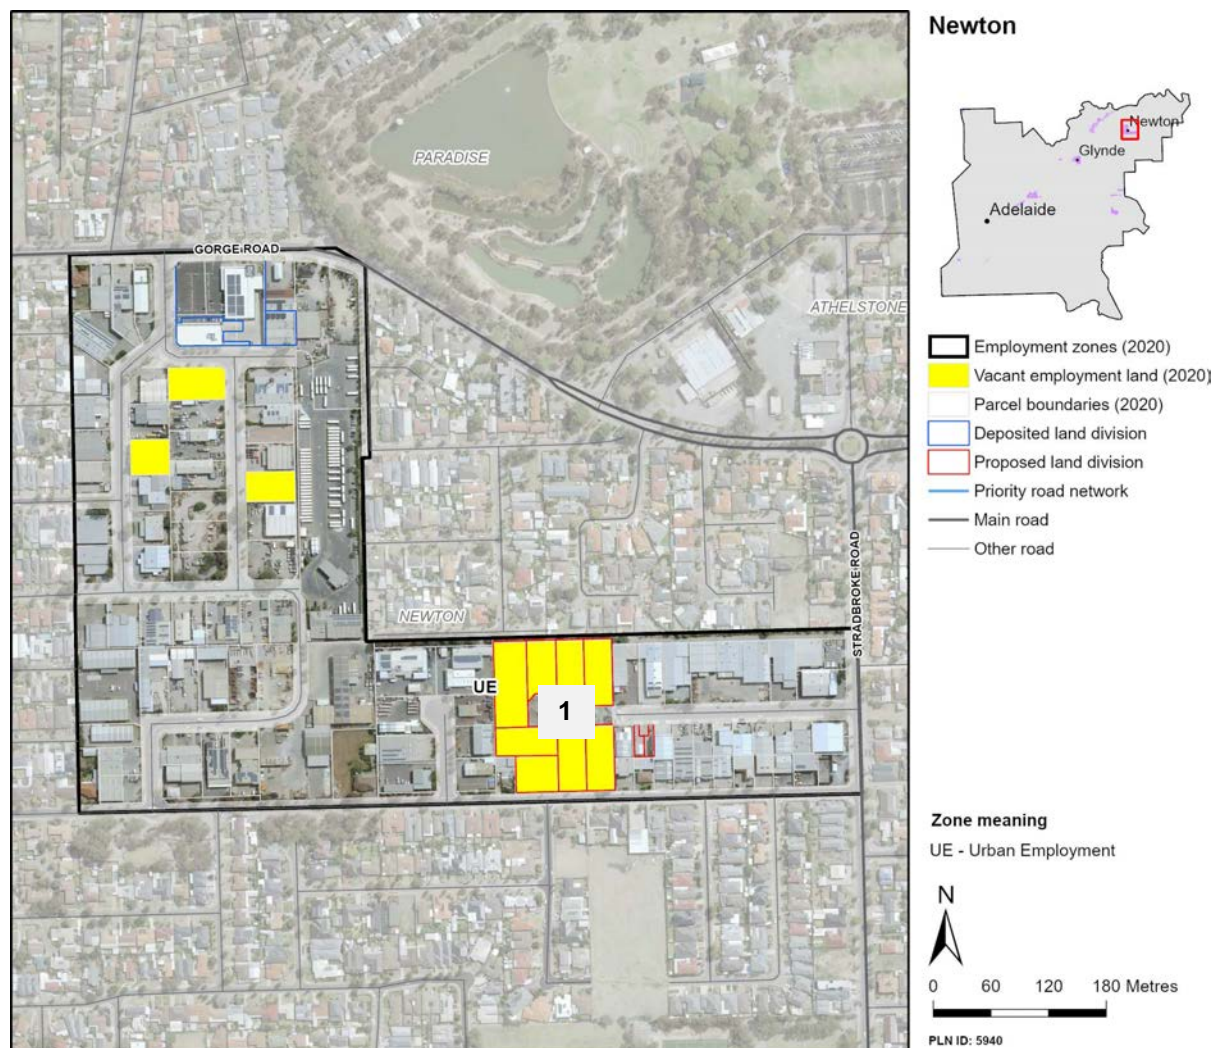 Newton
Newton
Glynde
Adelaide
PARADISE
GORGE ROAD
ATHELSTONE
STRADBROKE ROAD
NEWTON
UE
1
Employment zones (2020)
Vacant employment land (2020)
Parcel boundaries (2020)
Deposited land division
Proposed land division
Priority road network
Main road
Other road
Zone meaning
UE - Urban Employment
N
0 60 120 180 Metres
PLN ID: 5940